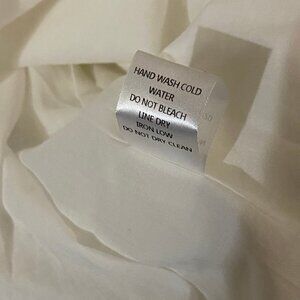 HAND WASH COLD
WATER
DO NOT BLEACH
LINE DRY
IRON LOW
DO NOT DRY CLEAN